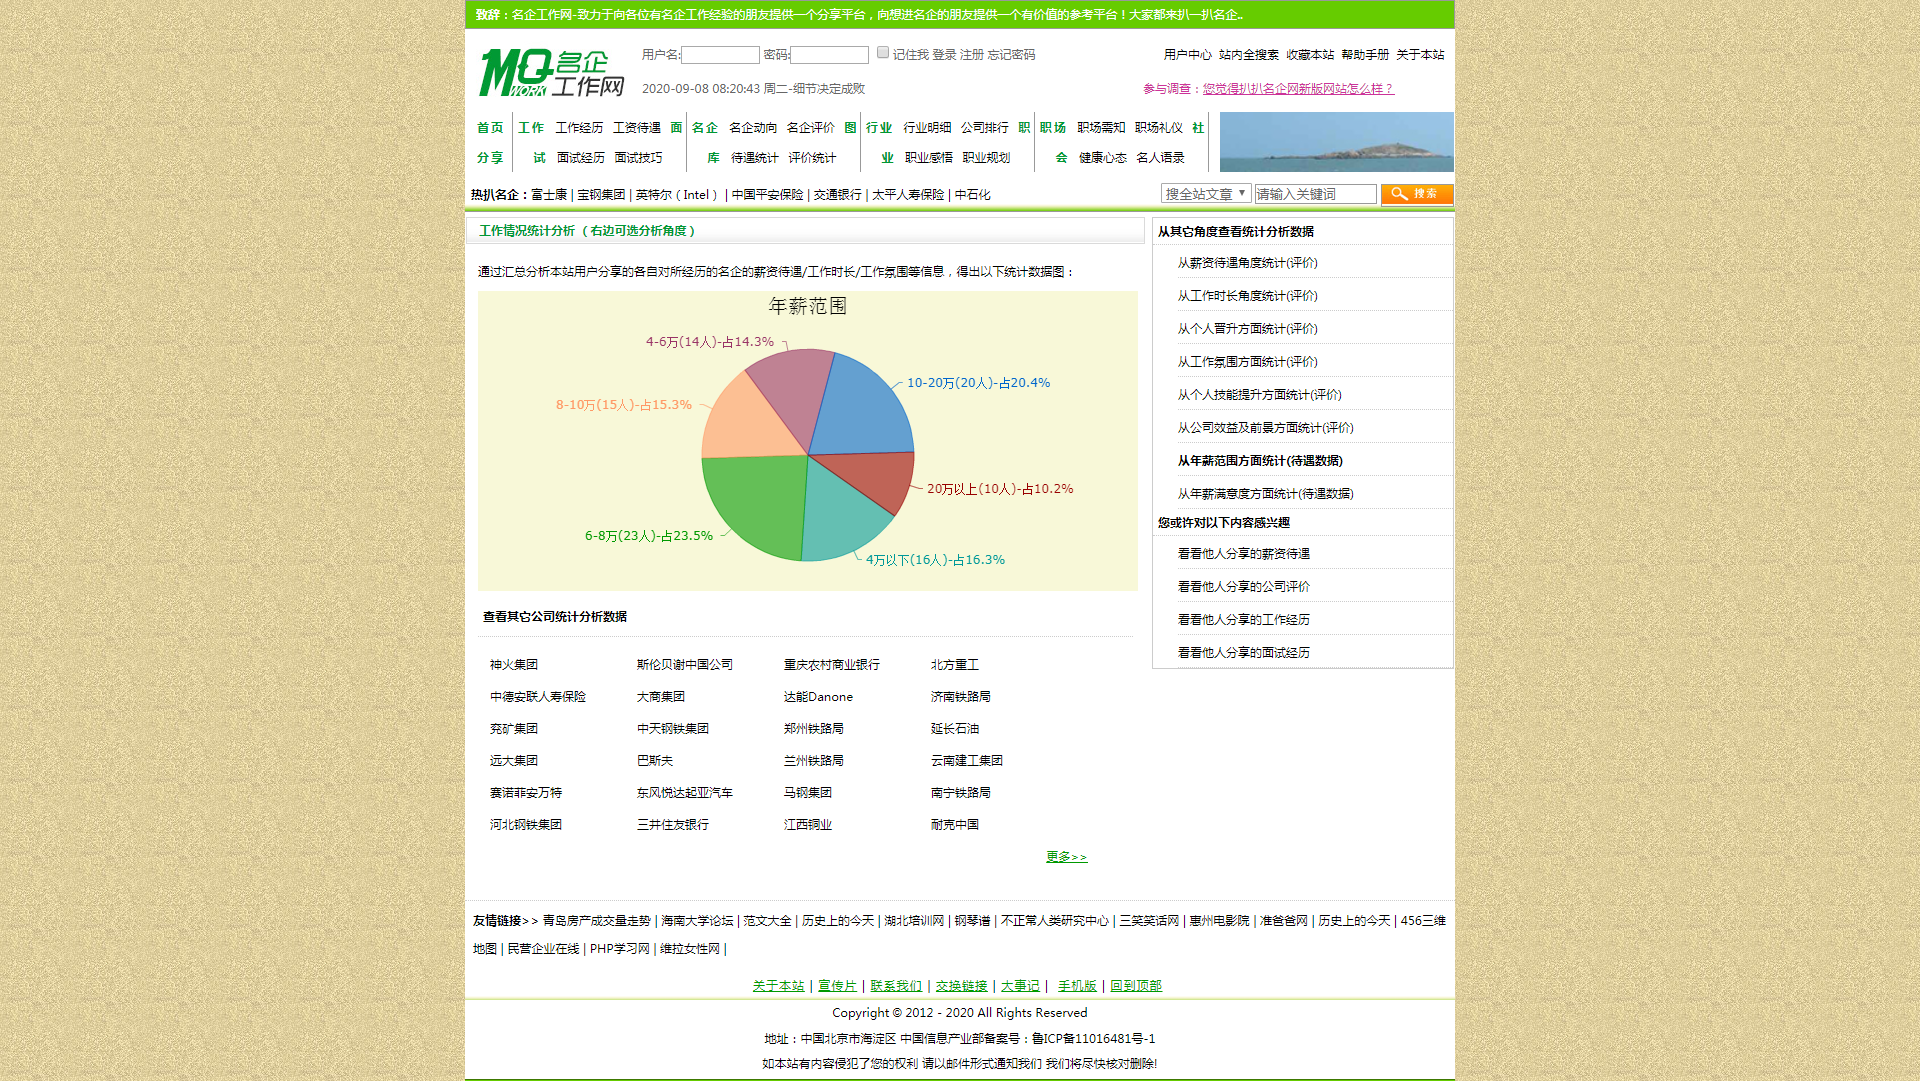 致辞：名企工作网-致力于向各位有名企工作经验的朋友提供一个分享平台，向想进名企的朋友提供一个有价值的参考平台！大家都来扒一扒名企..
MQ WORK 名企工作网
用户名: 密码: 记住我 登录 注册 忘记密码
用户中心 站内全搜索 收藏本站 帮助手册 关于本站
2020-09-08 08:20:43 周二-细节决定成败
参与调查：您觉得扒扒名企网新版网站怎么样？
首页 工作 工作经历 工资待遇 面 名企 名企动向 名企评价 图 行业 行业明细 公司排行 职 职场 职场需知 职场礼仪 社
分享 试 面试经历 面试技巧 库 待遇统计 评价统计 业 职业感悟 职业规划 会 健康心态 名人语录
热扒名企：富士康 | 宝钢集团 | 英特尔（Intel） | 中国平安保险 | 交通银行 | 太平人寿保险 | 中石化
搜全站文章 请输入关键词 搜索
工作情况统计分析 （ 右边可选分析角度 ）
通过汇总分析本站用户分享的各自对所经历的名企的薪资待遇/工作时长/工作氛围等信息，得出以下统计数据图：
年薪范围
4-6万(14人)-占14.3%
10-20万(20人)-占20.4%
8-10万(15人)-占15.3%
20万以上(10人)-占10.2%
6-8万(23人)-占23.5%
4万以下(16人)-占16.3%
查看其它公司统计分析数据
神火集团 斯伦贝谢中国公司 重庆农村商业银行 北方重工
中德安联人寿保险 大商集团 达能Danone 济南铁路局
兖矿集团 中天钢铁集团 郑州铁路局 延长石油
远大集团 巴斯夫 兰州铁路局 云南建工集团
赛诺菲安万特 东风悦达起亚汽车 马钢集团 南宁铁路局
河北钢铁集团 三井住友银行 江西铜业 耐克中国
更多>>
从其它角度查看统计分析数据
从薪资待遇角度统计(评价)
从工作时长角度统计(评价)
从个人晋升方面统计(评价)
从工作氛围方面统计(评价)
从个人技能提升方面统计(评价)
从公司效益及前景方面统计(评价)
从年薪范围方面统计(待遇数据)
从年薪满意度方面统计(待遇数据)
您或许对以下内容感兴趣
看看他人分享的薪资待遇
看看他人分享的公司评价
看看他人分享的工作经历
看看他人分享的面试经历
友情链接>> 青岛房产成交量走势 | 海南大学论坛 | 范文大全 | 历史上的今天 | 湖北培训网 | 钢琴谱 | 不正常人类研究中心 | 三笑笑话网 | 惠州电影院 | 准爸爸网 | 历史上的今天 | 456三维
地图 | 民营企业在线 | PHP学习网 | 维拉女性网 |
关于本站 | 宣传片 | 联系我们 | 交换链接 | 大事记 | 手机版 | 回到顶部
Copyright © 2012 - 2020 All Rights Reserved
地址：中国北京市海淀区 中国信息产业部备案号：鲁ICP备11016481号-1
如本站有内容侵犯了您的权利 请以邮件形式通知我们 我们将尽快核对删除!